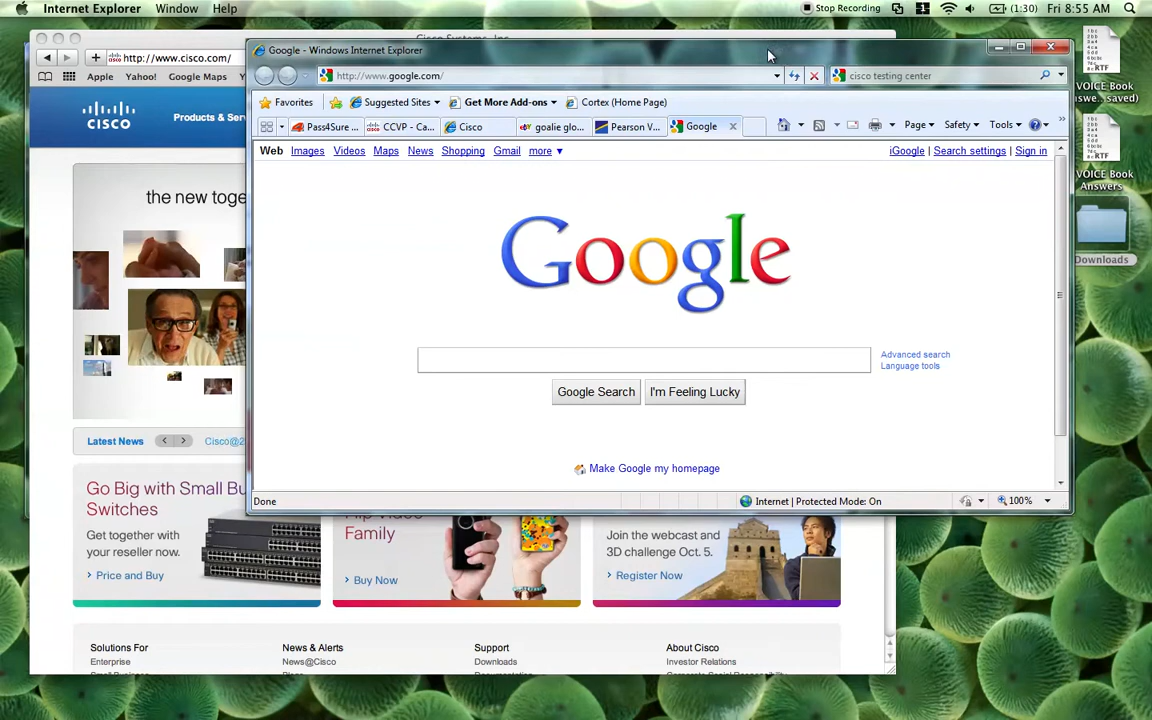 Internet Explorer Window Help
Stop Recording (1:30) Fri 8:55 AM
http://www.cisco.com/
Apple Yahoo! Google Maps
CISCO
Products & Serv
the new toge
Latest News Cisco@2
Go Big with Small Bu
Switches
Get together with
your reseller now.
Price and Buy
Family
Buy Now
Join the webcast and
3D challenge Oct. 5.
Register Now
Solutions For
Enterprise
News & Alerts
News@Cisco
Support
Downloads
About Cisco
Investor Relations
Google - Windows Internet Explorer
http://www.google.com/
cisco testing center
Favorites Suggested Sites Get More Add-ons Cortex (Home Page)
Pass4Sure ... CCVP - Ca... Cisco goalie glo... Pearson V... Google
Page Safety Tools
Web Images Videos Maps News Shopping Gmail more
iGoogle | Search settings | Sign in
Google
Advanced search
Language tools
Google Search I'm Feeling Lucky
Make Google my homepage
Done
Internet | Protected Mode: On
100%
RTF
VOICE Book
swe.. saved)
RTF
VOICE Book
Answers
Downloads